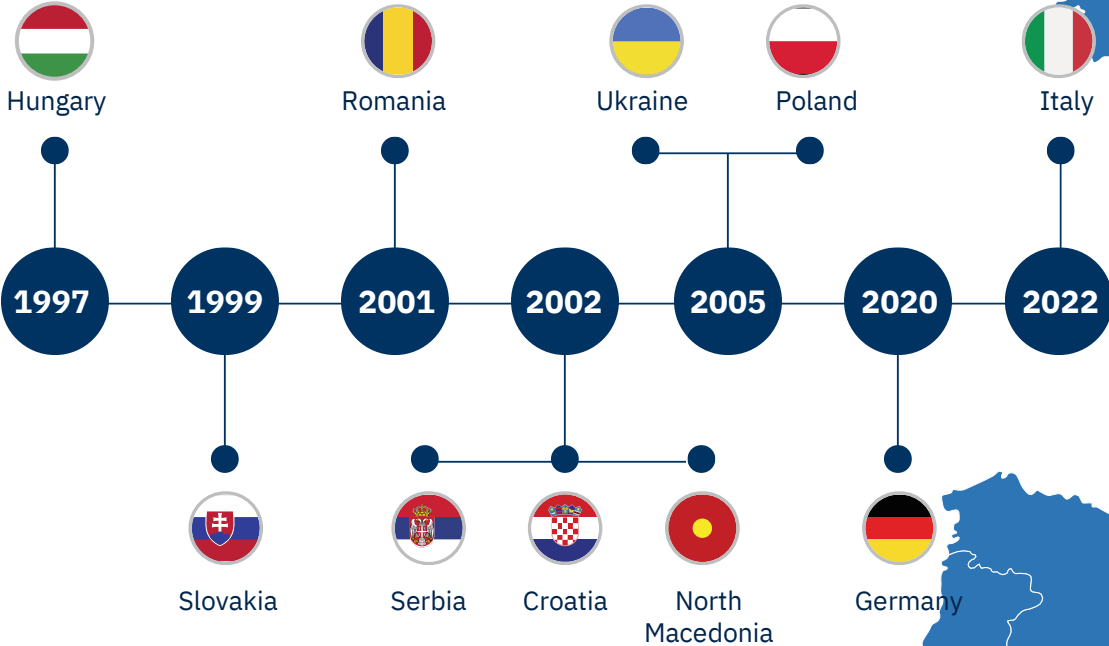 Hungary
Romania
Ukraine
Poland
Italy
1997
1999
2001
2002
2005
2020
2022
Slovakia
Serbia
Croatia
North
Macedonia
Germany